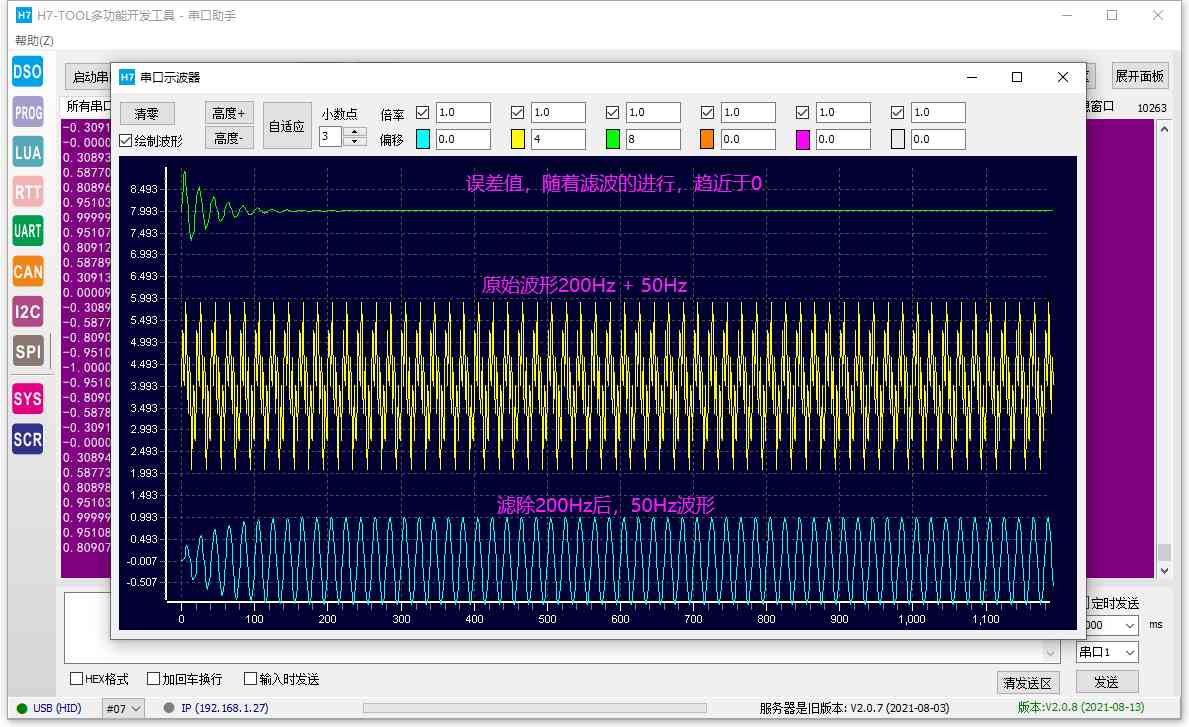 H7 H7-TOOL多功能开发工具 - 串口助手
帮助(Z)
DSO
PROG
LUA
RTT
UART
CAN
I2C
SPI
SYS
SCR
启动串
展开面板
所有串口
息窗口 10263
H7 串口示波器
清零 高度+ 自适应 小数点 倍率 1.0 1.0 1.0 1.0 1.0 1.0
绘制波形 高度- 3 偏移 0.0 4 8 0.0 0.0 0.0
-0.3091
-0.0000
0.30893
0.58770
0.80896
0.95103
0.99999
0.95107
0.80912
0.58789
0.30913
0.00009
-0.3089
-0.5877
-0.8090
-0.9510
-1.0000
-0.9510
-0.8090
-0.5878
-0.3091
-0.0000
0.30894
0.58773
0.80898
0.95103
0.99999
0.95108
0.80907
误差值，随着滤波的进行，趋近于0
原始波形200Hz + 50Hz
滤除200Hz后，50Hz波形
8.493
7.993
7.493
6.993
6.493
5.993
5.493
4.993
4.493
3.993
3.493
2.993
2.493
1.993
1.493
0.993
0.493
-0.007
-0.507
0 100 200 300 400 500 600 700 800 900 1,000 1,100
定时发送
000 ms
串口1
HEX格式 加回车换行 输入时发送 清发送区 发送
USB (HID) #07 IP (192.168.1.27) 服务器是旧版本: V2.0.7 (2021-08-03) 版本:V2.0.8 (2021-08-13)